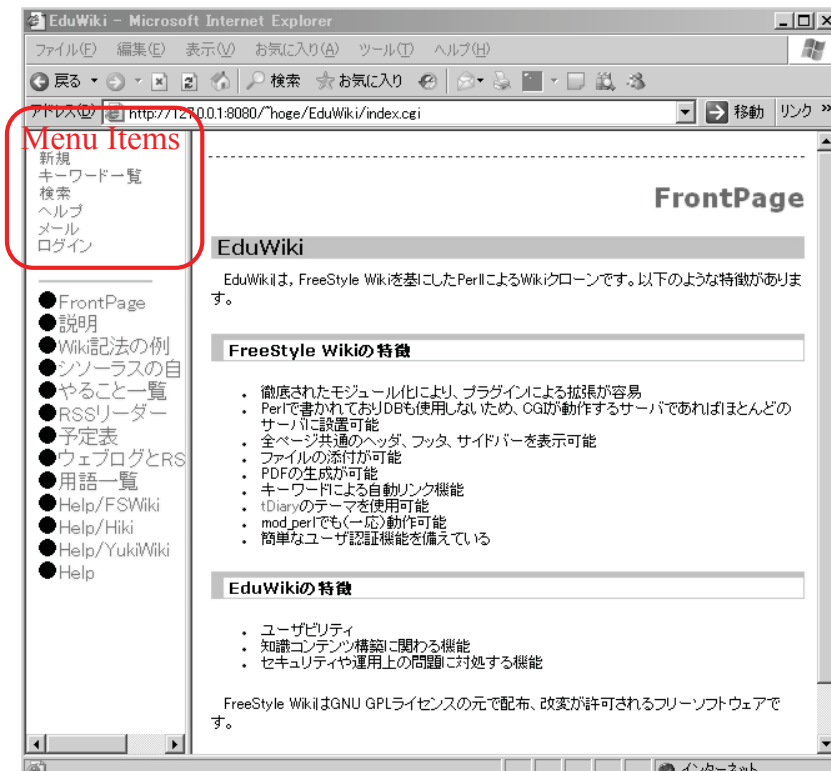 EduWiki - Microsoft Internet Explorer
ファイル(F) 編集(E) 表示(V) お気に入り(A) ツール(T) ヘルプ(H)
戻る 検索 お気に入り
アドレス(D) http://127.0.0.1:8080/~hoge/EduWiki/index.cgi 移動 リンク »
Menu Items
新規
キーワード一覧
検索
ヘルプ
メール
ログイン
●FrontPage
●説明
●Wiki記法の例
●シソーラスの自
●やること一覧
●RSSリーダー
●予定表
●ウェブログとRS
●用語一覧
●Help/FSWiki
●Help/Hiki
●Help/YukiWiki
●Help
FrontPage
EduWiki
EduWikiは，FreeStyle Wikiを基にしたPerlによるWikiクローンです。以下のような特徴がありま
す。
FreeStyle Wikiの特徴
・ 徹底されたモジュール化により、プラグインによる拡張が容易
・ Perlで書かれておりDBも使用しないため、CGIが動作するサーバであればほとんどの
サーバに設置可能
・ 全ページ共通のヘッダ、フッタ、サイドバーを表示可能
・ ファイルの添付が可能
・ PDFの生成が可能
・ キーワードによる自動リンク機能
・ tDiaryのテーマを使用可能
・ mod_perlでも(一応)動作可能
・ 簡単なユーザ認証機能を備えている
EduWikiの特徴
・ ユーザビリティ
・ 知識コンテンツ構築に関わる機能
・ セキュリティや運用上の問題に対処する機能
FreeStyle WikiはGNU GPLライセンスの元で配布、改変が許可されるフリーソフトウェアで
す。
インターネット